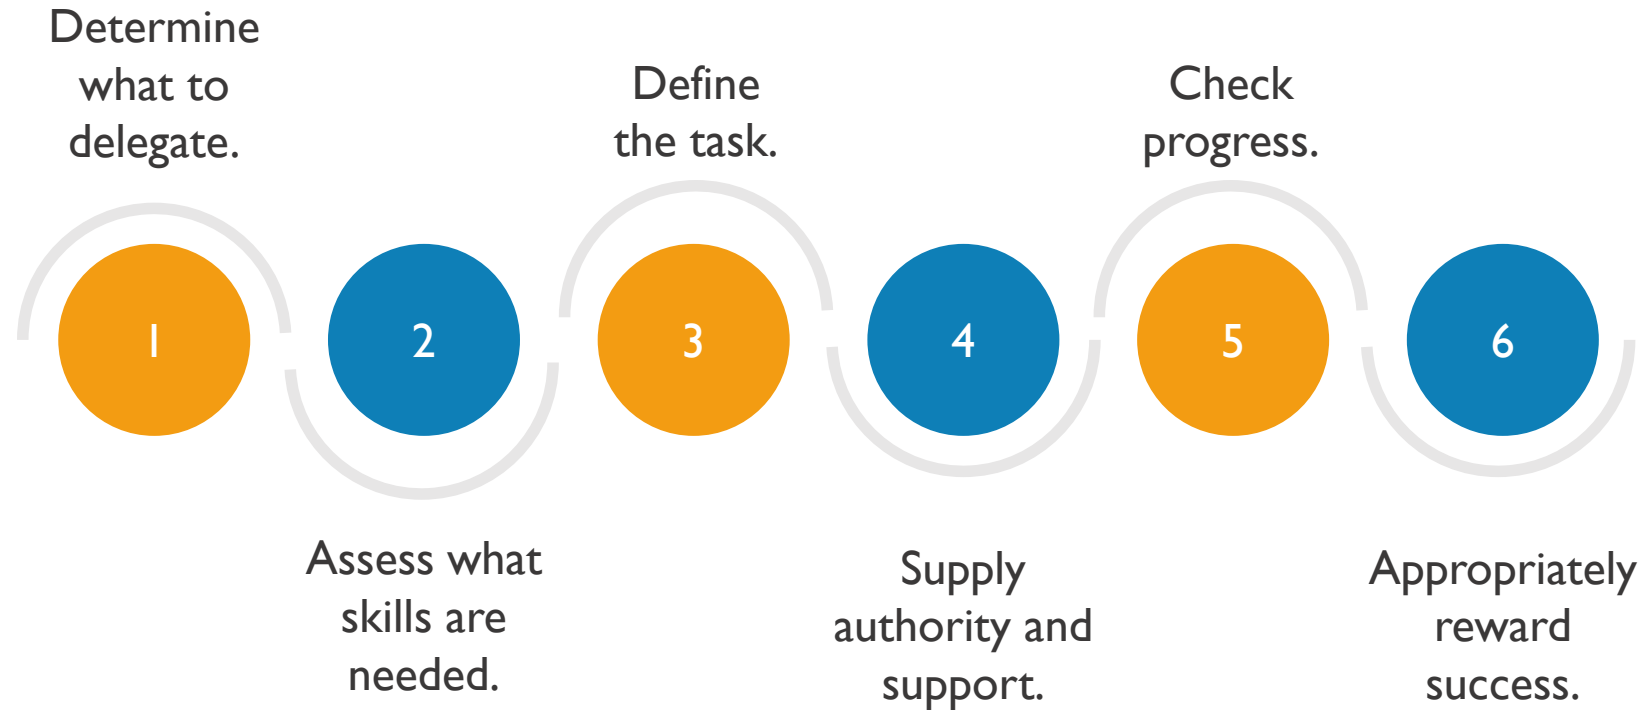 Determine
what to
delegate.
1
2
Assess what
skills are
needed.
Define
the task.
3
4
Supply
authority and
support.
Check
progress.
5
6
Appropriately
reward
success.